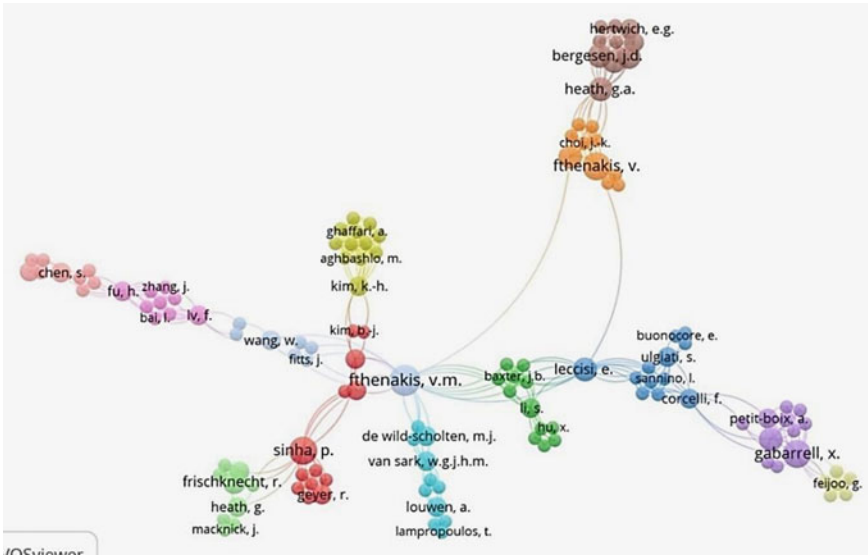 hertwich, e.g.
bergesen, j.d.
heath, g.a.
choi, j.-k.
fthenakis, v.
ghaffari, a.
aghbashlo, m.
kim, k.-h.
chen, s.
zhang, j.
fu, h.
bai, l.
lv, f.
wang, w.
fitts, j.
kim, b.-j.
fthenakis, v.m.
baxter, j.b.
leccisi, e.
buonocore, e.
ulgiati, s.
sannino, l.
corcelli, f.
li, s.
hu, x.
petit-boix, a.
gabarrell, x.
feijoo, g.
de wild-scholten, m.j.
van sark, w.g.j.h.m.
sinha, p.
frischknecht, r.
geyer, r.
heath, g.
macknick, j.
louwen, a.
lampropoulos, t.
VOSviewer